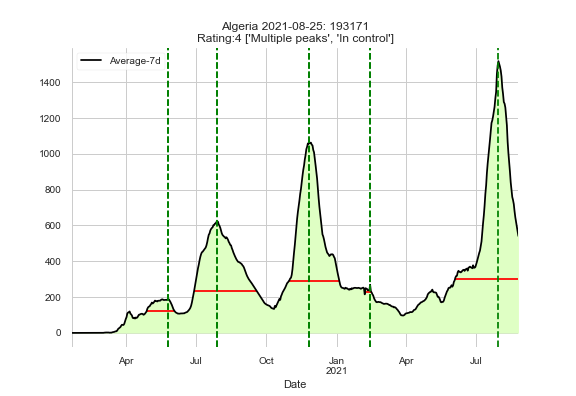 Algeria 2021-08-25: 193171
Rating:4 ['Multiple peaks', 'In control']
Average-7d
1400
1200
1000
800
600
400
200
0
Apr Jul Oct Jan Apr Jul
2021
Date